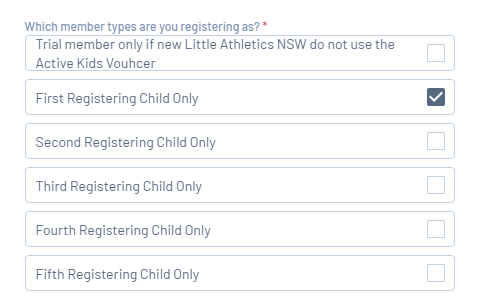 Which member types are you registering as? *
Trial member only if new Little Athletics NSW do not use the
Active Kids Vouhcer
First Registering Child Only
Second Registering Child Only
Third Registering Child Only
Fourth Registering Child Only
Fifth Registering Child Only